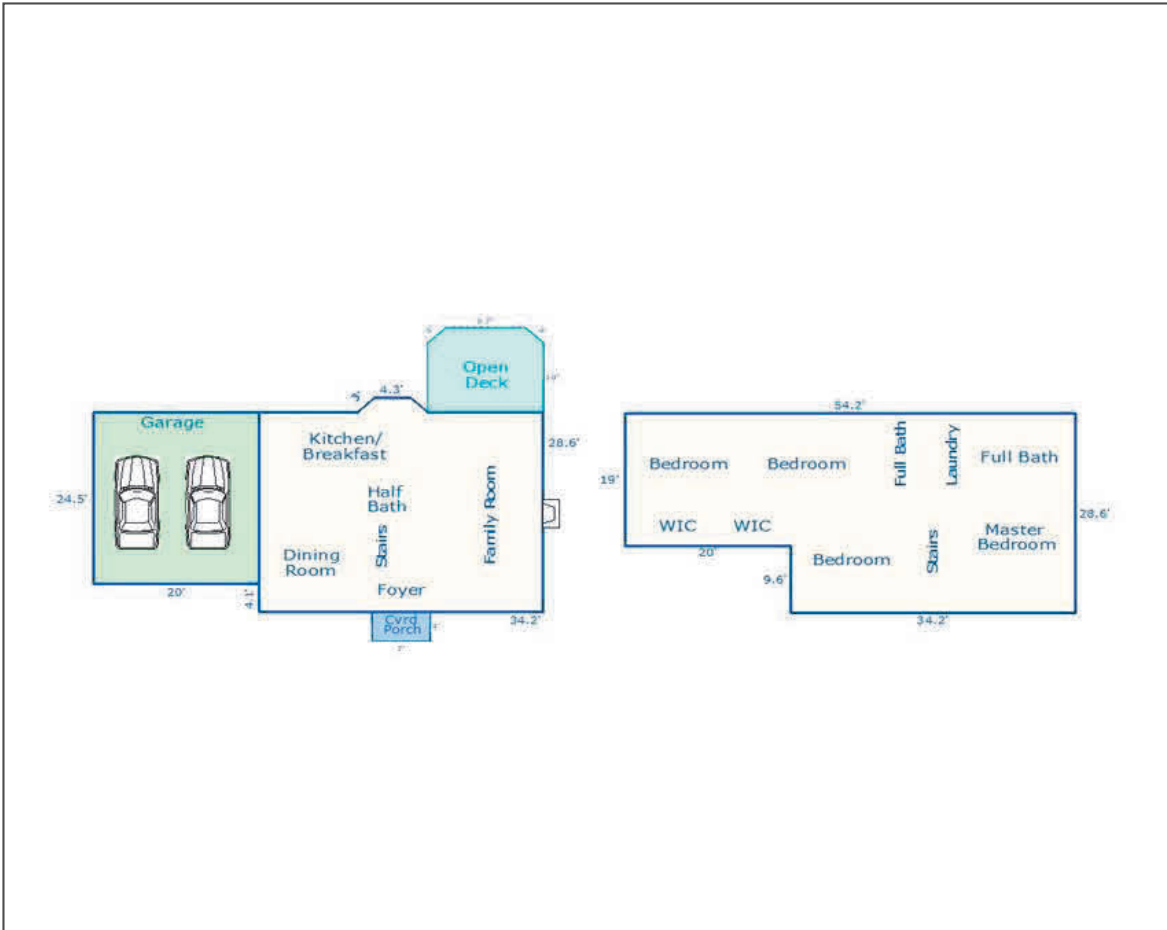 4.3'
Open
Deck
Garage
Kitchen/
Breakfast
28.6'
24.5'
Half
Bath
Stairs
Family Room
Dining
Room
Foyer
20'
4.1'
34.2'
Cvrd
Porch
54.2'
Bedroom
Bedroom
Full Bath
Laundry
Full Bath
19'
28.6'
WIC
WIC
20'
Master
Bedroom
Bedroom
Stairs
9.6'
34.2'